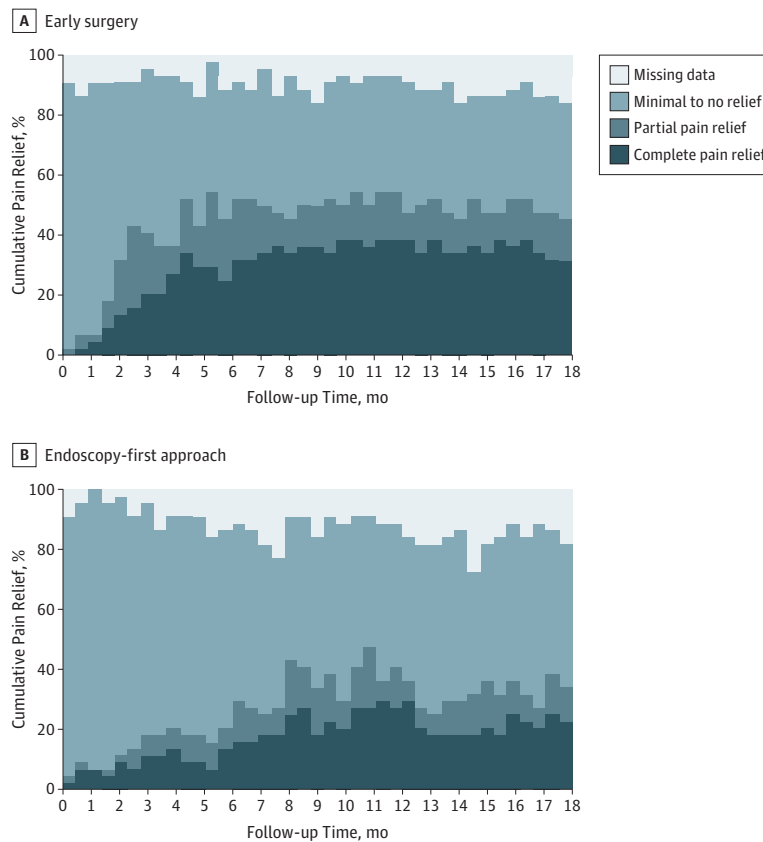 A Early surgery
100
80
60
40
20
0
Cumulative Pain Relief, %
0 1 2 3 4 5 6 7 8 9 10 11 12 13 14 15 16 17 18
Follow-up Time, mo
Missing data
Minimal to no relief
Partial pain relief
Complete pain relief
B Endoscopy-first approach
100
80
60
40
20
0
Cumulative Pain Relief, %
0 1 2 3 4 5 6 7 8 9 10 11 12 13 14 15 16 17 18
Follow-up Time, mo